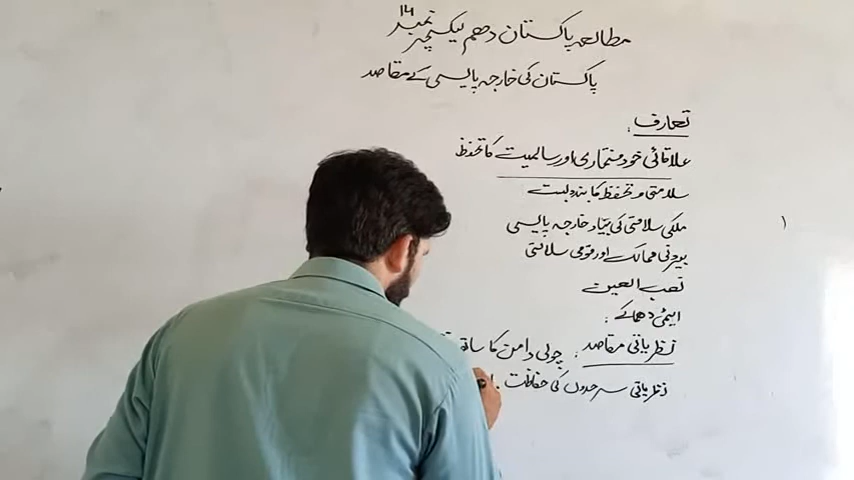 مطالعہ پاکستان دھم لیکچر نمبر 14
پاکستان کی خارجہ پالیسی کے مقاصد
تعارف:
علاقائی خودمختاری اور سالمیت کا تحفظ
سلامتی و تحفظ کا بندوبست
ملکی سلامتی کی بنیاد خارجہ پالیسی
بیرونی ممالک اور قومی سلامتی
نصب العین
ایٹمی دھماکے:
نظریاتی مقاصد: چولی دامن کا ساتھ
نظریاتی سرحدوں کی حفاظت